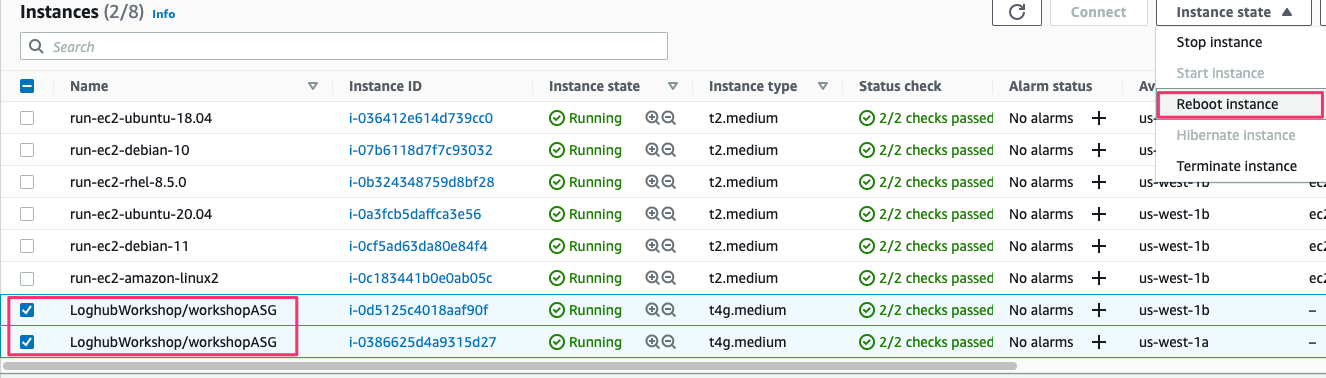 Instances (2/8) Info Connect Instance state
Search Stop instance
Start instance
Name Instance ID Instance state Instance type Status check Alarm status
Reboot instance
run-ec2-ubuntu-18.04 i-036412e614d739cc0 Running t2.medium 2/2 checks passed No alarms us-
Hibernate instance
run-ec2-debian-10 i-07b6118d7f7c93032 Running t2.medium 2/2 checks passed No alarms us-
Terminate instance
run-ec2-rhel-8.5.0 i-0b324348759d8bf28 Running t2.medium 2/2 checks passed No alarms us-west-1b
run-ec2-ubuntu-20.04 i-0a3fcb5daffca3e56 Running t2.medium 2/2 checks passed No alarms us-west-1b ec2
run-ec2-debian-11 i-0cf5ad63da80e84f4 Running t2.medium 2/2 checks passed No alarms us-west-1b ec2
run-ec2-amazon-linux2 i-0c183441b0e0ab05c Running t2.medium 2/2 checks passed No alarms us-west-1b ec2
LoghubWorkshop/workshopASG i-0d5125c4018aaf90f Running t4g.medium 2/2 checks passed No alarms us-west-1b –
LoghubWorkshop/workshopASG i-0386625d4a9315d27 Running t4g.medium 2/2 checks passed No alarms us-west-1a –